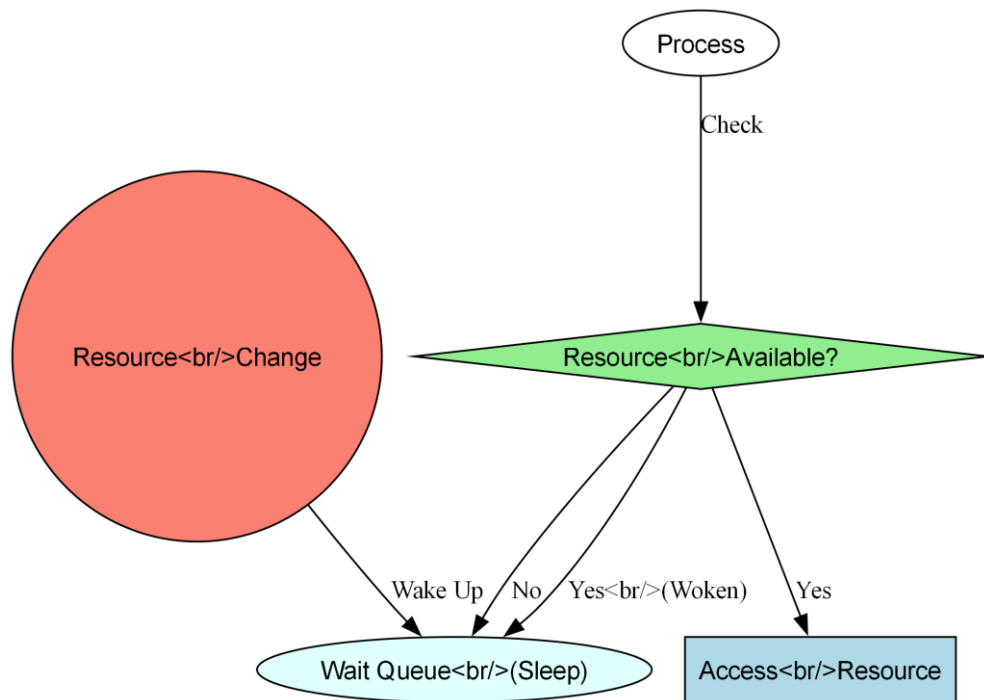 Process
Check
Resource<br/>Change
Resource<br/>Available?
Wake Up
No
Yes<br/>(Woken)
Yes
Wait Queue<br/>(Sleep)
Access<br/>Resource